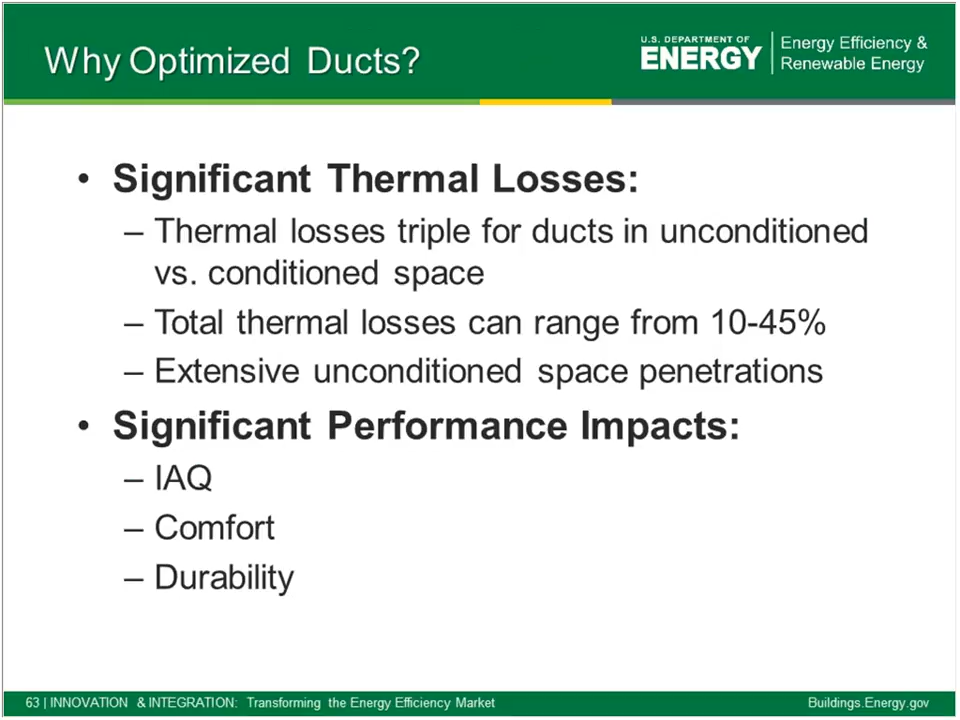 Why Optimized Ducts?
U.S. DEPARTMENT OF
ENERGY
Energy Efficiency &
Renewable Energy
• Significant Thermal Losses:
– Thermal losses triple for ducts in unconditioned
vs. conditioned space
– Total thermal losses can range from 10-45%
– Extensive unconditioned space penetrations
• Significant Performance Impacts:
– IAQ
– Comfort
– Durability
63 | INNOVATION & INTEGRATION: Transforming the Energy Efficiency Market
Buildings.Energy.gov